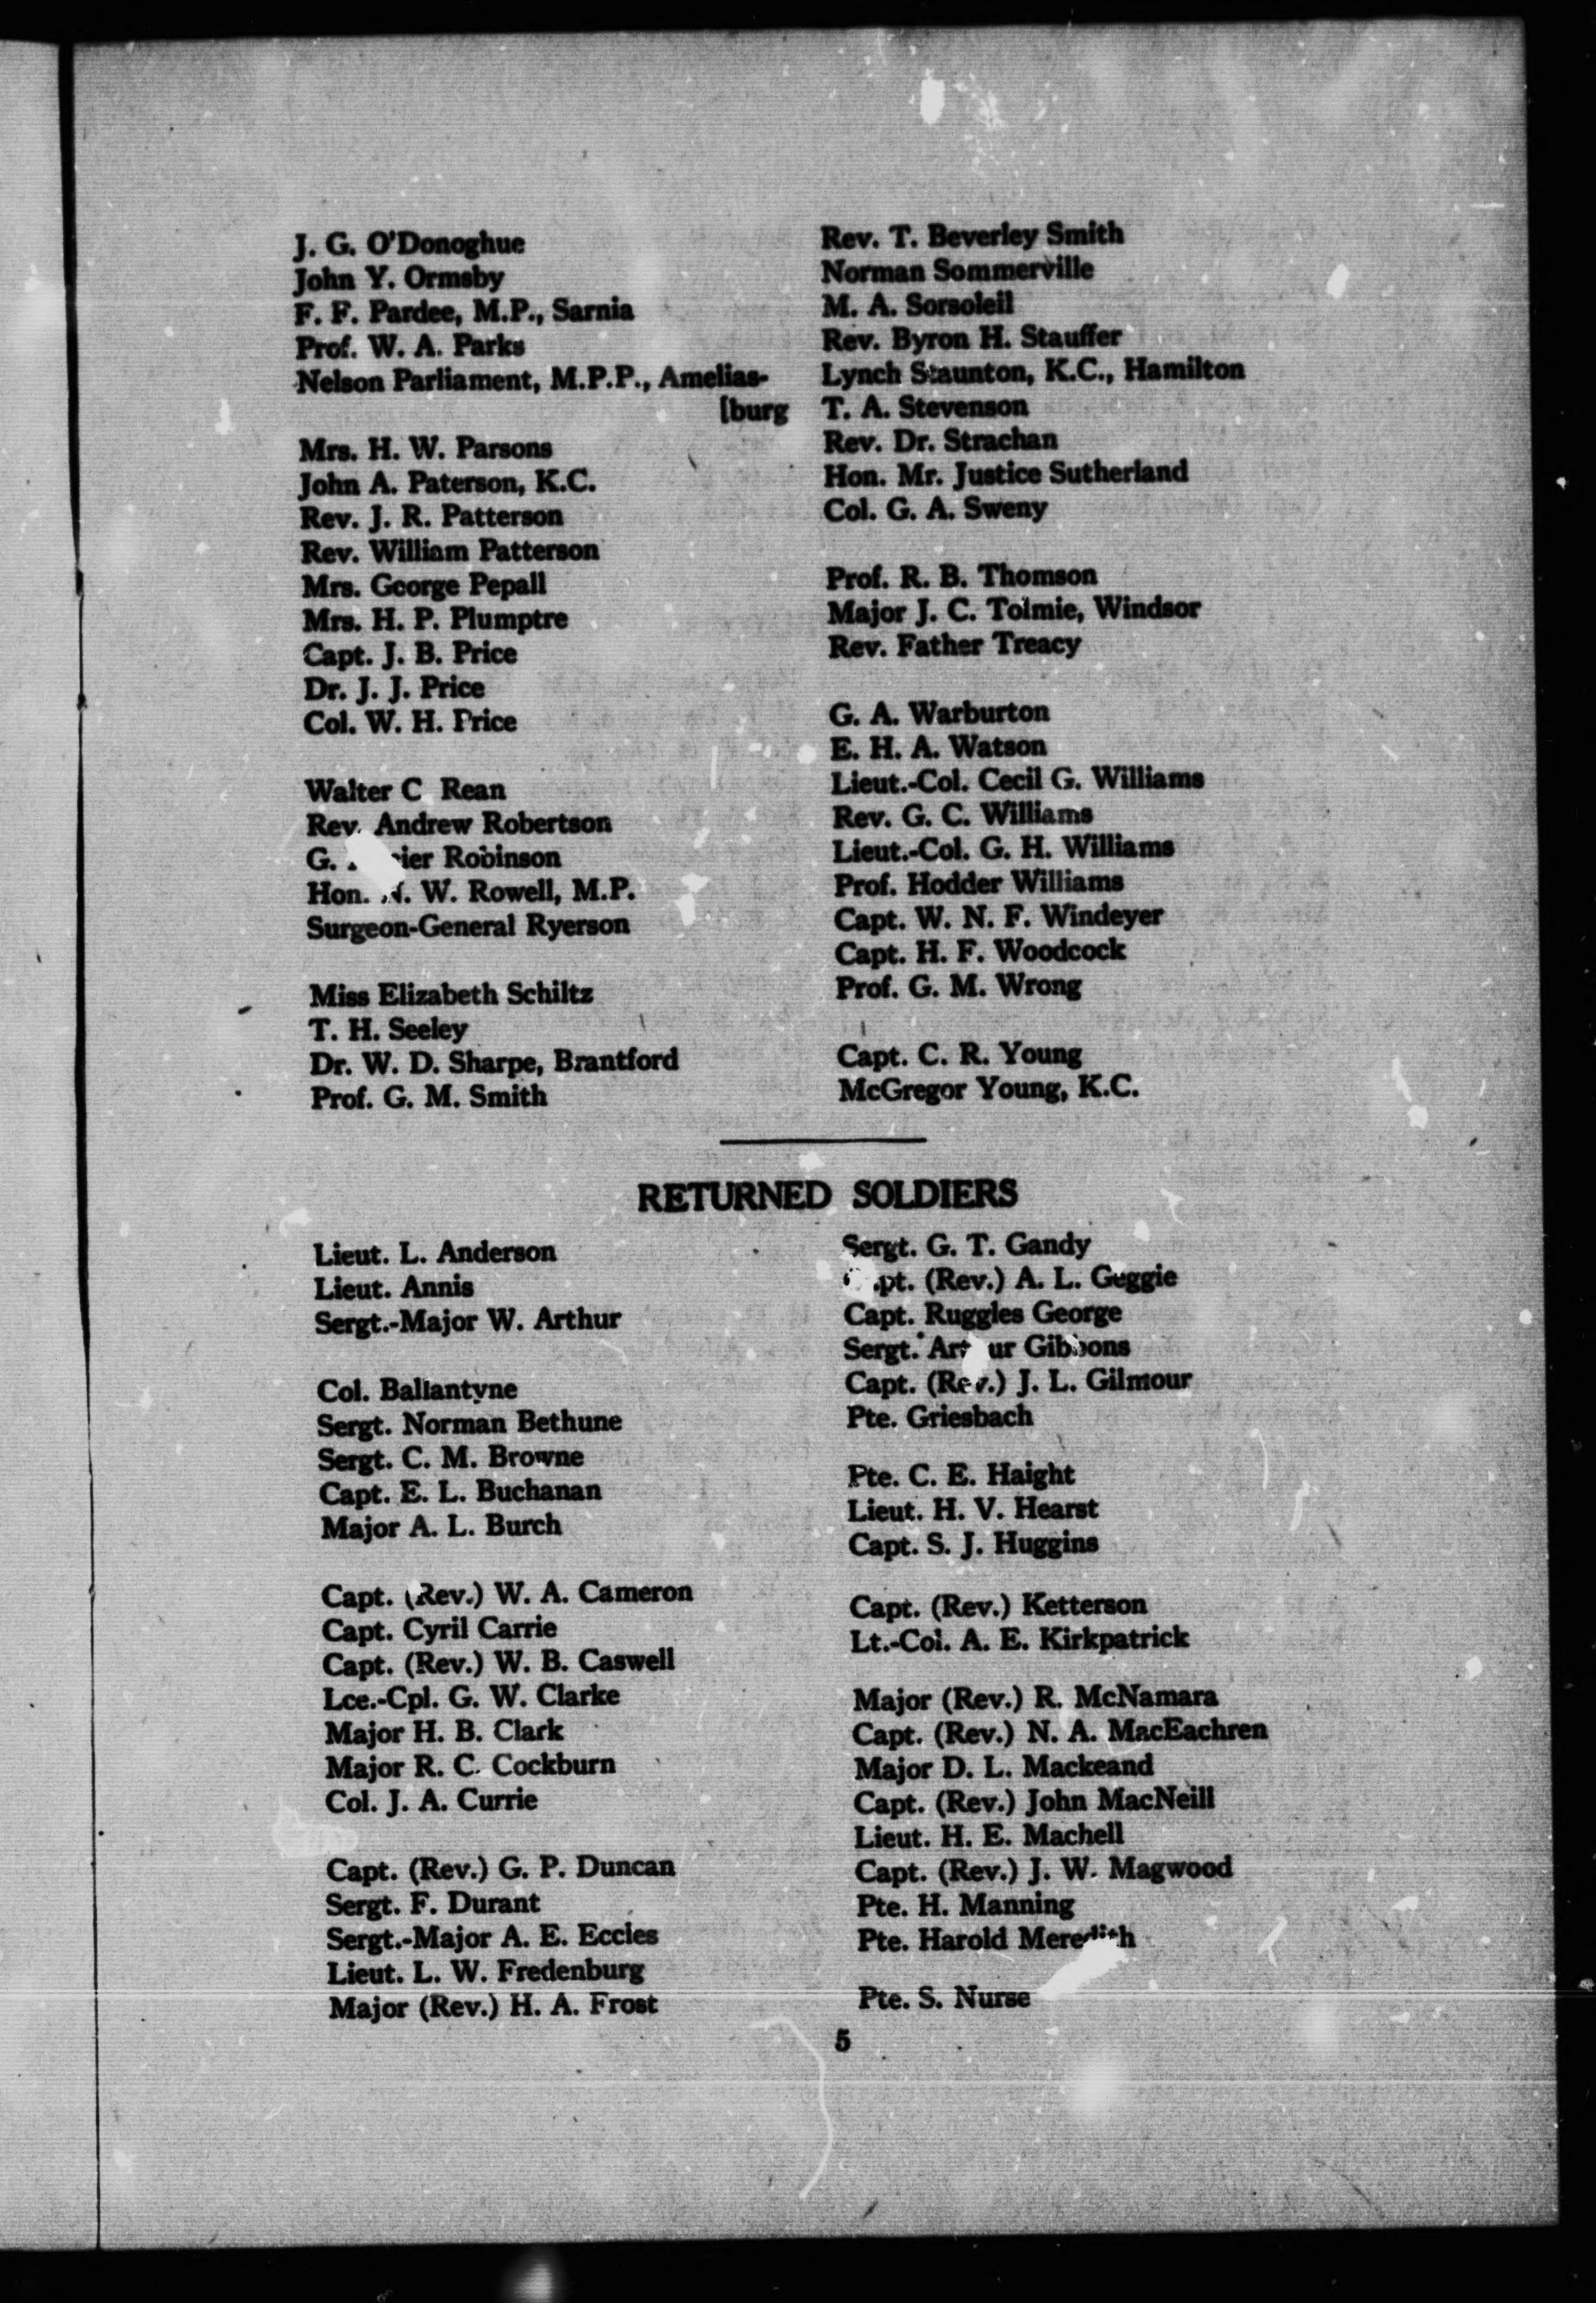 J. G. O'Donoghue
John Y. Ormsby
F. F. Pardee, M.P., Sarnia
Prof. W. A. Parks
Nelson Parliament, M.P.P., Amelias-
[burg
Mrs. H. W. Parsons
John A. Paterson, K.C.
Rev. J. R. Patterson
Rev. William Patterson
Mrs. George Pepall
Mrs. H. P. Plumptre
Capt. J. B. Price
Dr. J. J. Price
Col. W. H. Price
Walter C Rean
Rev. Andrew Robertson
G. Robinson
Hon. N. W. Rowell, M.P.
Surgeon-General Ryerson
Miss Elizabeth Schiltz
T. H. Seeley
Dr. W. D. Sharpe, Brantford
Prof. G. M. Smith
Rev. T. Beverley Smith
Norman Sommerville
M. A. Sorsoleil
Rev. Byron H. Stauffer
Lynch Staunton, K.C., Hamilton
T. A. Stevenson
Rev. Dr. Strachan
Hon. Mr. Justice Sutherland
Col. G. A. Sweny
Prof. R. B. Thomson
Major J. C. Tolmie, Windsor
Rev. Father Treacy
G. A. Warburton
E. H. A. Watson
Lieut.-Col. Cecil G. Williams
Rev. G. C. Williams
Lieut.-Col. G. H. Williams
Prof. Hodder Williams
Capt. W. N. F. Windeyer
Capt. H. F. Woodcock
Prof. G. M. Wrong
Capt. C. R. Young
McGregor Young, K.C.
RETURNED SOLDIERS
Lieut. L. Anderson
Lieut. Annis
Sergt.-Major W. Arthur
Col. Ballantyne
Sergt. Norman Bethune
Sergt. C. M. Browne
Capt. E. L. Buchanan
Major A. L. Burch
Capt. (Rev.) W. A. Cameron
Capt. Cyril Carrie
Capt. (Rev.) W. B. Caswell
Lce.-Cpl. G. W. Clarke
Major H. B. Clark
Major R. C. Cockburn
Col. J. A. Currie
Capt. (Rev.) G. P. Duncan
Sergt. F. Durant
Sergt.-Major A. E. Eccles
Lieut. L. W. Fredenburg
Major (Rev.) H. A. Frost
Sergt. G. T. Gandy
Capt. (Rev.) A. L. Geggie
Capt. Ruggles George
Sergt. Arthur Gibbons
Capt. (Rev.) J. L. Gilmour
Pte. Griesbach
Pte. C. E. Haight
Lieut. H. V. Hearst
Capt. S. J. Huggins
Capt. (Rev.) Ketterson
Lt.-Col. A. E. Kirkpatrick
Major (Rev.) R. McNamara
Capt. (Rev.) N. A. MacEachren
Major D. L. Mackeand
Capt. (Rev.) John MacNeill
Lieut. H. E. Machell
Capt. (Rev.) J. W. Magwood
Pte. H. Manning
Pte. Harold Meredith
Pte. S. Nurse
5